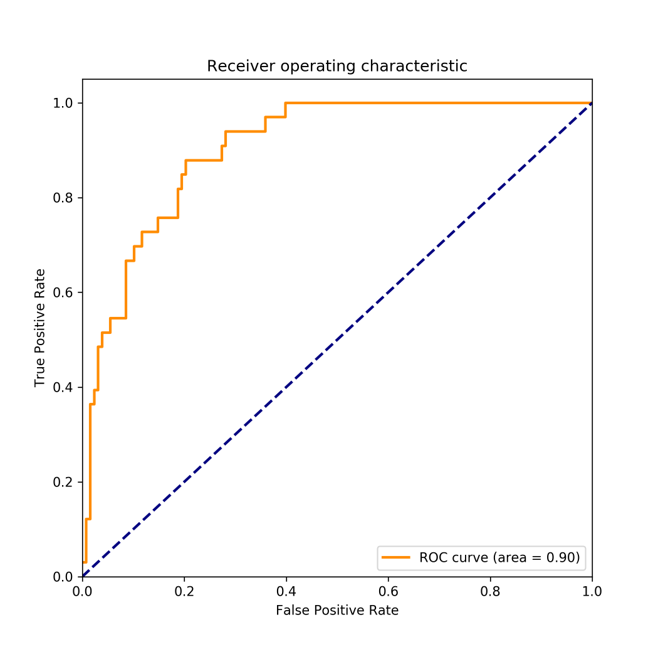 Receiver operating characteristic
1.0
0.8
0.6
0.4
0.2
0.0
True Positive Rate
ROC curve (area = 0.90)
0.0 0.2 0.4 0.6 0.8 1.0
False Positive Rate